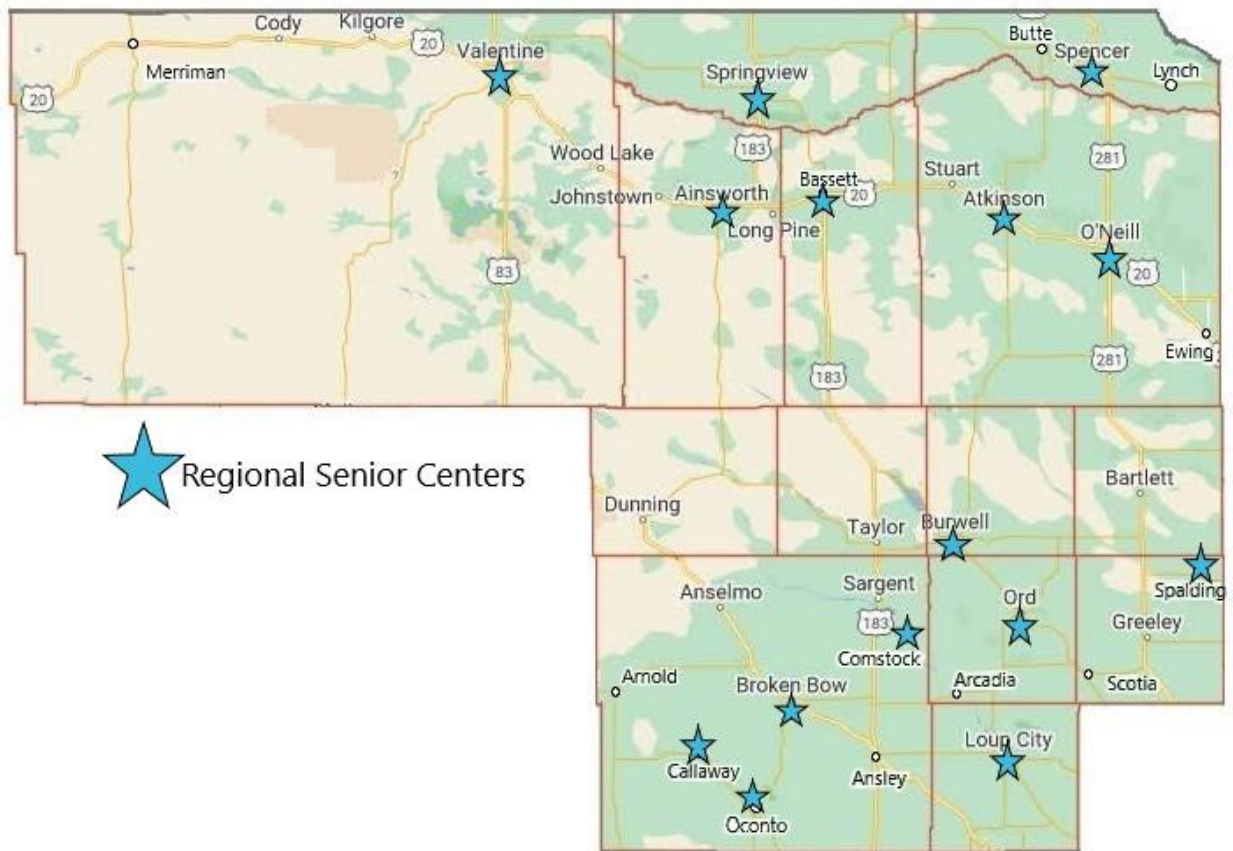 Cody
Kilgore
20
Valentine
Merriman
20
Butte
Spencer
Lynch
Springview
183
281
Wood Lake
Johnstown
Ainsworth
Bassett
20
Long Pine
Stuart
Atkinson
O'Neill
20
83
Ewing
281
183
Regional Senior Centers
Dunning
Taylor
Burwell
Bartlett
Spalding
Anselmo
Sargent
183
Comstock
Ord
Greeley
Arnold
Broken Bow
Arcadia
Scotia
Callaway
Ansley
Loup City
Oconto